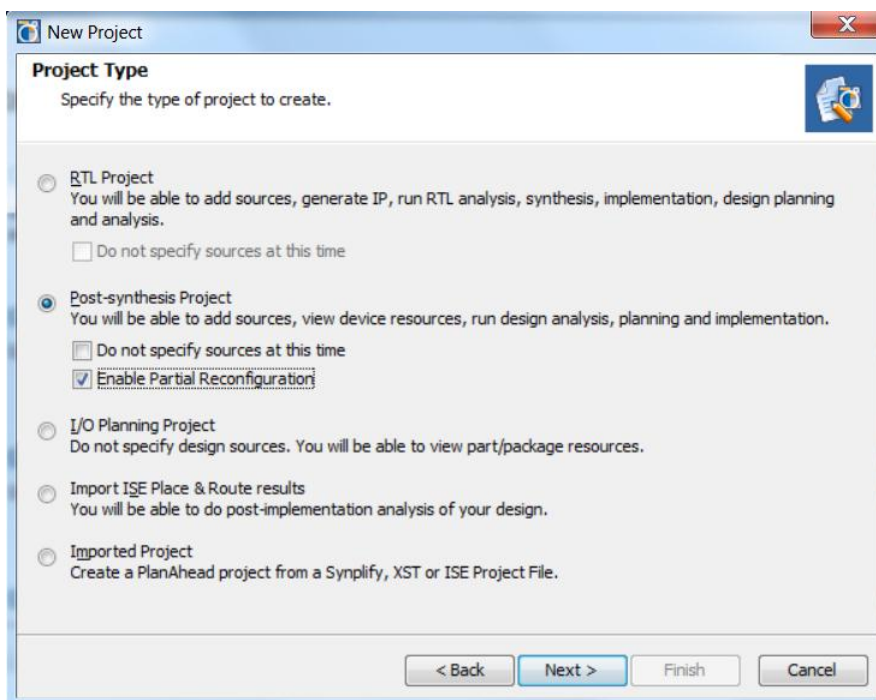 New Project
Project Type
Specify the type of project to create.
RTL Project
You will be able to add sources, generate IP, run RTL analysis, synthesis, implementation, design planning
and analysis.
Do not specify sources at this time
Post-synthesis Project
You will be able to add sources, view device resources, run design analysis, planning and implementation.
Do not specify sources at this time
Enable Partial Reconfiguration
I/O Planning Project
Do not specify design sources. You will be able to view part/package resources.
Import ISE Place & Route results
You will be able to do post-implementation analysis of your design.
Imported Project
Create a PlanAhead project from a Synplify, XST or ISE Project File.
< Back Next > Finish Cancel